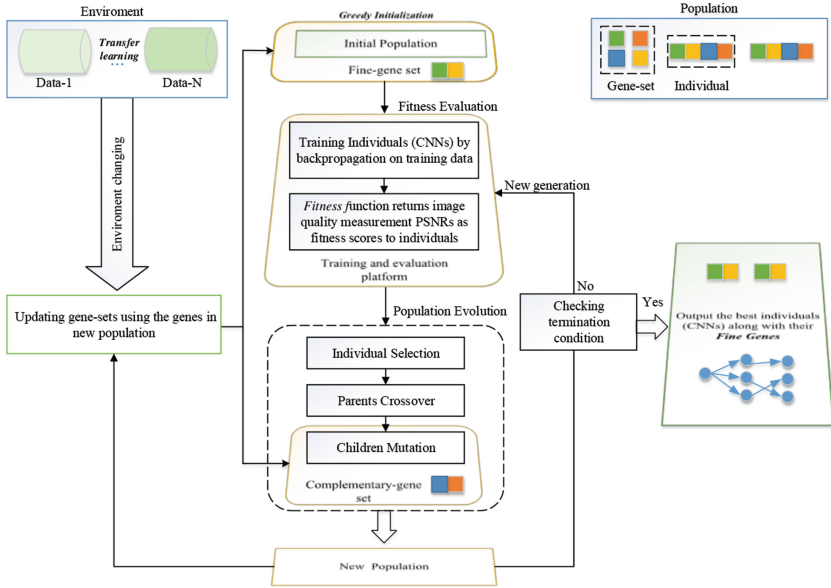 Enviroment
Transfer
learning
...
Data-1
Data-N
Enviroment changing
Updating gene-sets using the genes in
new population
Greedy Initialization
Initial Population
Fine-gene set
Fitness Evaluation
Training Individuals (CNNs) by
backpropagation on training data
Fitness function returns image
quality measurement PSNRs as
fitness scores to individuals
Training and evaluation
platform
Population Evolution
Individual Selection
Parents Crossover
Children Mutation
Complementary-gene
set
New Population
Population
Gene-set
Individual
New generation
No
Checking
termination
condition
Yes
Output the best individuals
(CNNs) along with their
Fine Genes